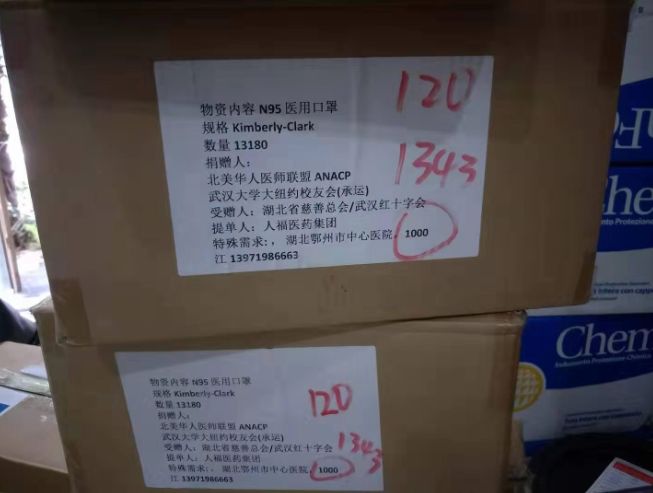 物资内容 N95 医用口罩
规格 Kimberly-Clark
数量 13180
捐赠人：
北美华人医师联盟 ANACP
武汉大学大纽约校友会(承运)
受赠人：湖北省慈善总会/武汉红十字会
提单人：人福医药集团
特殊需求:，湖北鄂州市中心医院，1000
江 13971986663
120
1343
物资内容 N95 医用口罩
规格 Kimberly-Clark
数量 13180
捐赠人：
北美华人医师联盟 ANACP
武汉大学大纽约校友会(承运)
受赠人：湖北省慈善总会/武汉红十字会
提单人：人福医药集团
特殊需求:，湖北鄂州市中心医院，1000
江 13971986663
120
1343
Chem
Indumento Protezione Chimica
Tuta intera con cappuccio